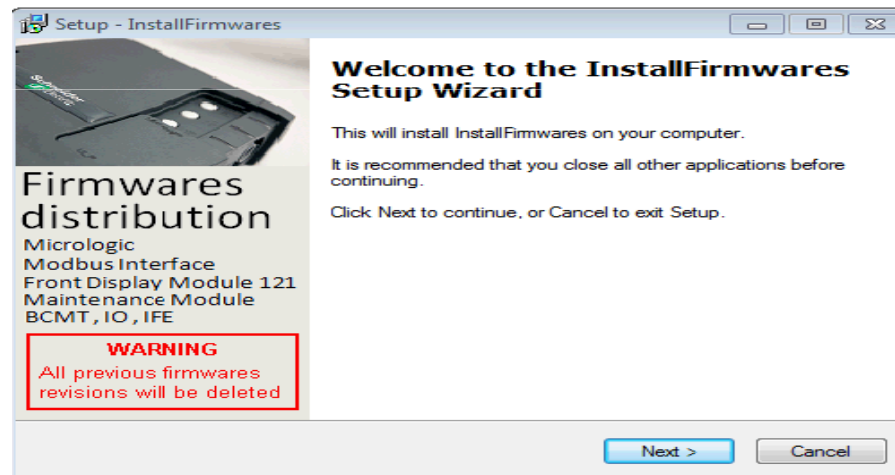 Setup - InstallFirmwares
Schneider
Electric
Firmwares
distribution
Micrologic
Modbus Interface
Front Display Module 121
Maintenance Module
BCMT , IO , IFE
WARNING
All previous firmwares
revisions will be deleted
Welcome to the InstallFirmwares
Setup Wizard
This will install InstallFirmwares on your computer.
It is recommended that you close all other applications before
continuing.
Click Next to continue, or Cancel to exit Setup.
Next >
Cancel